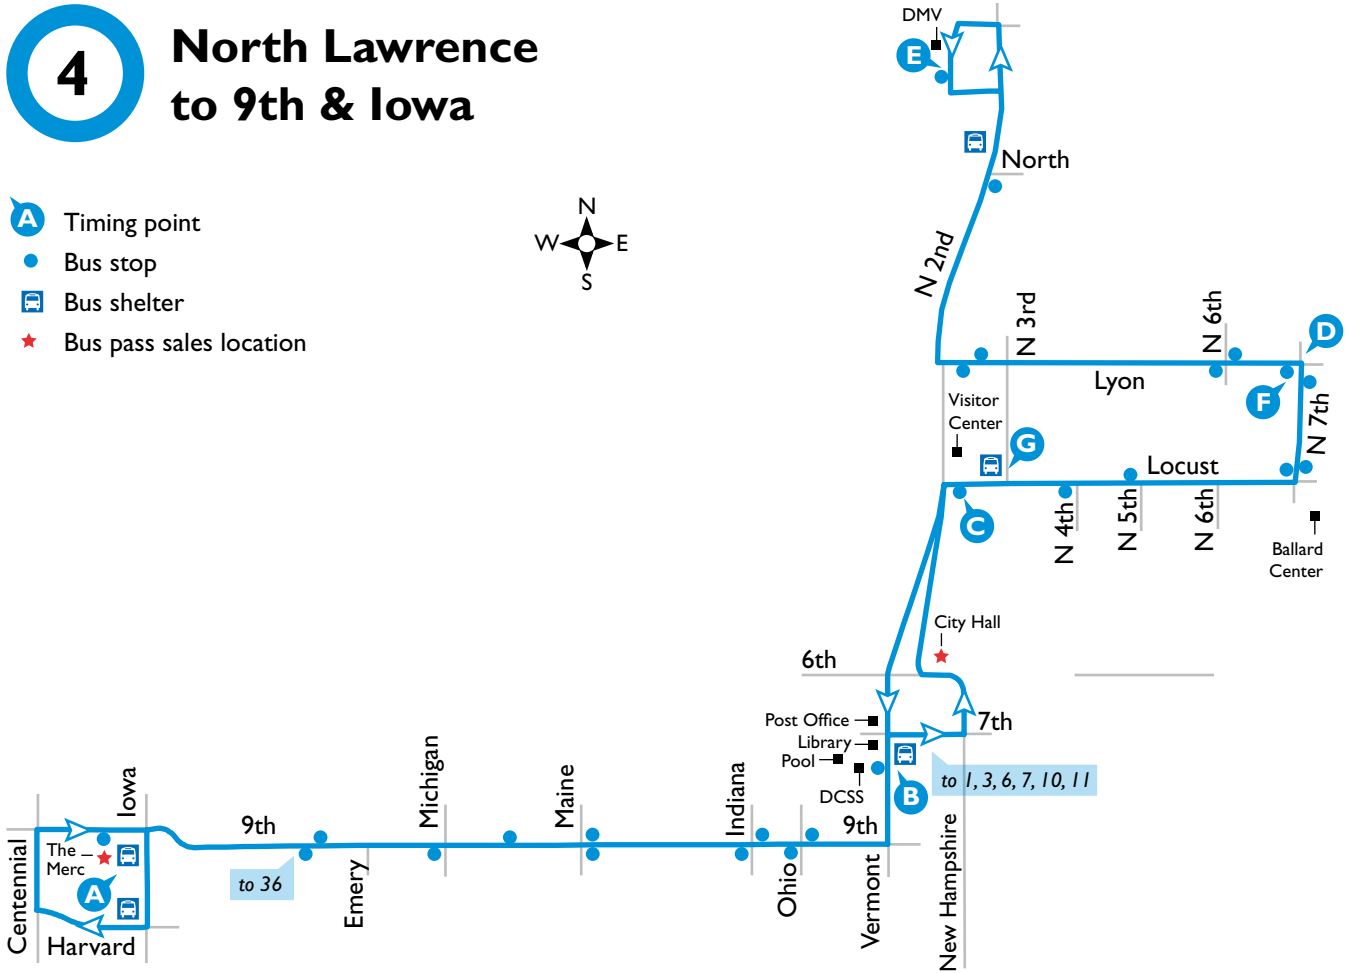 4
North Lawrence
to 9th & Iowa
A
Timing point
Bus stop
Bus shelter
Bus pass sales location
N
W
E
S
DMV
E
North
N 2nd
N 3rd
N 6th
D
Lyon
F
N 7th
Visitor
Center
G
Locust
C
N 4th
N 5th
N 6th
Ballard
Center
City Hall
6th
Post Office
7th
Library
Pool
DCSS
B
to 1, 3, 6, 7, 10, 11
Iowa
Michigan
Maine
Indiana
9th
9th
The
Merc
A
to 36
Centennial
Harvard
Emery
Ohio
Vermont
New Hampshire